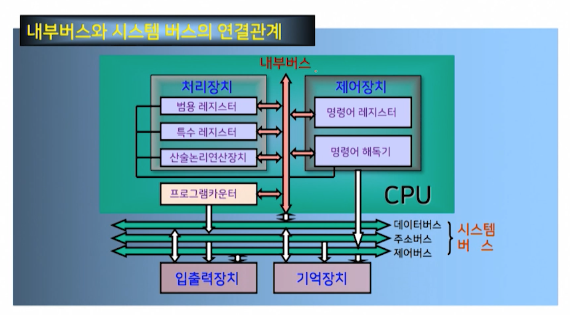 내부버스와 시스템 버스의 연결관계
내부버스
처리장치
제어장치
범용 레지스터
특수 레지스터
산술논리연산장치
명령어 레지스터
명령어 해독기
프로그램카운터
CPU
데이터버스
주소버스
제어버스
시스템
버 스
입출력장치
기억장치